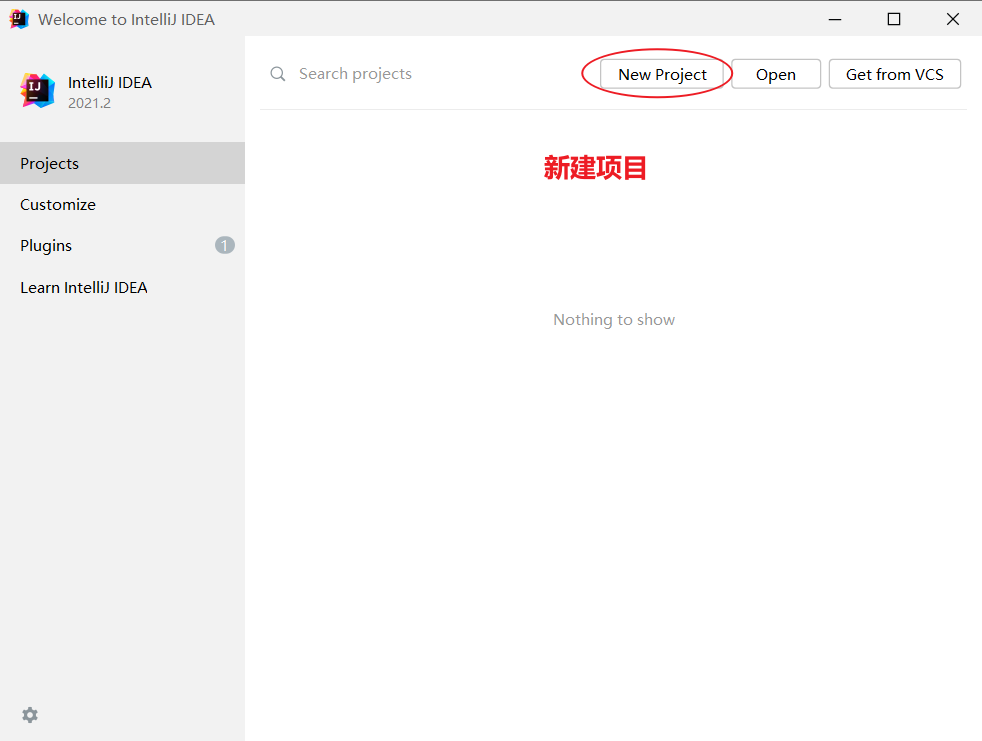 Welcome to IntelliJ IDEA
IntelliJ IDEA
2021.2
Projects
Customize
Plugins
1
Learn IntelliJ IDEA
Search projects
New Project
Open
Get from VCS
新建项目
Nothing to show